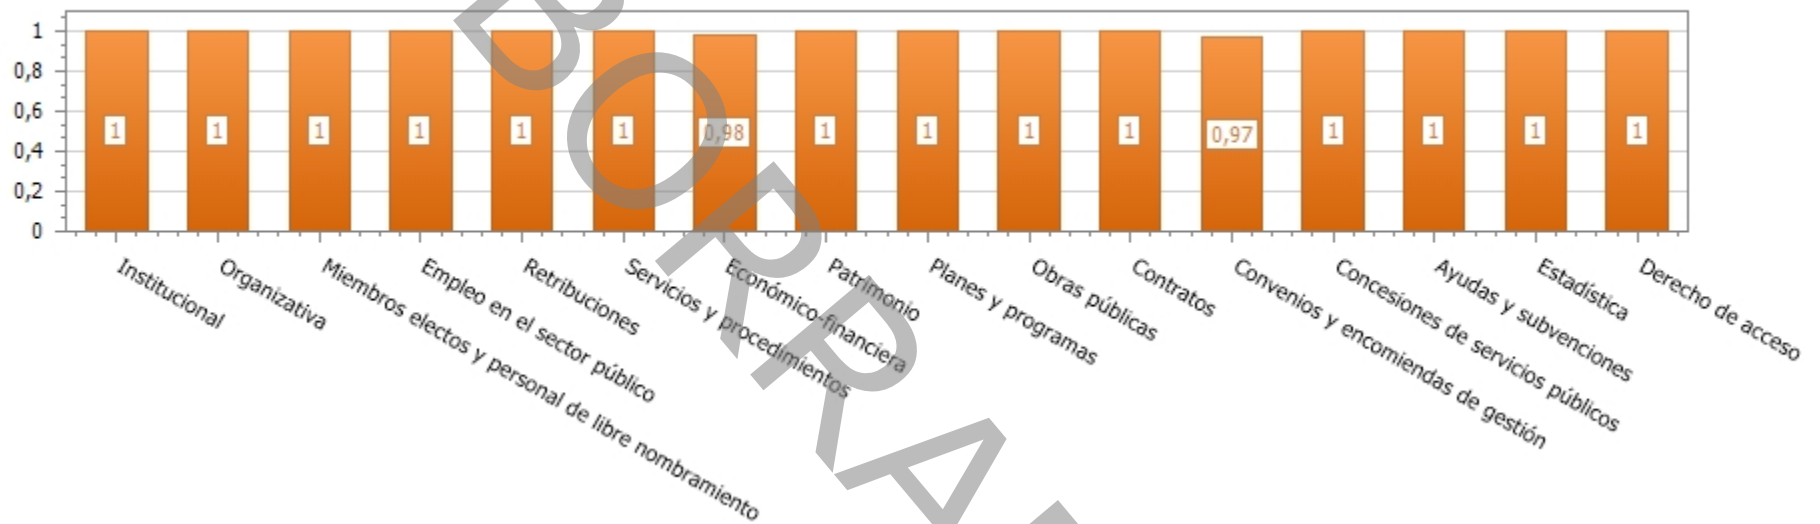 1
0,8
0,6
0,4
0,2
0
1 1 1 1 1 1 0,98 1 1 1 1 0,97 1 1 1 1
Institucional
Organizativa
Miembros electos y personal de libre nombramiento
Empleo en el sector público
Retribuciones
Servicios y procedimientos
Económico-financiera
Patrimonio
Planes y programas
Obras públicas
Contratos
Convenios y encomiendas de gestión
Concesiones de servicios públicos
Ayudas y subvenciones
Estadística
Derecho de acceso